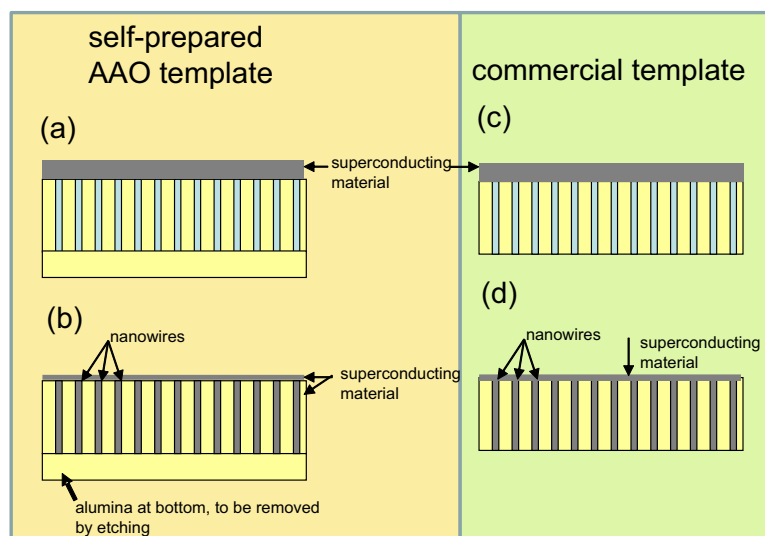 self-prepared
AAO template
commercial template
(a)
(c)
superconducting
material
(b)
(d)
nanowires
superconducting
material
nanowires
superconducting
material
alumina at bottom, to be removed
by etching